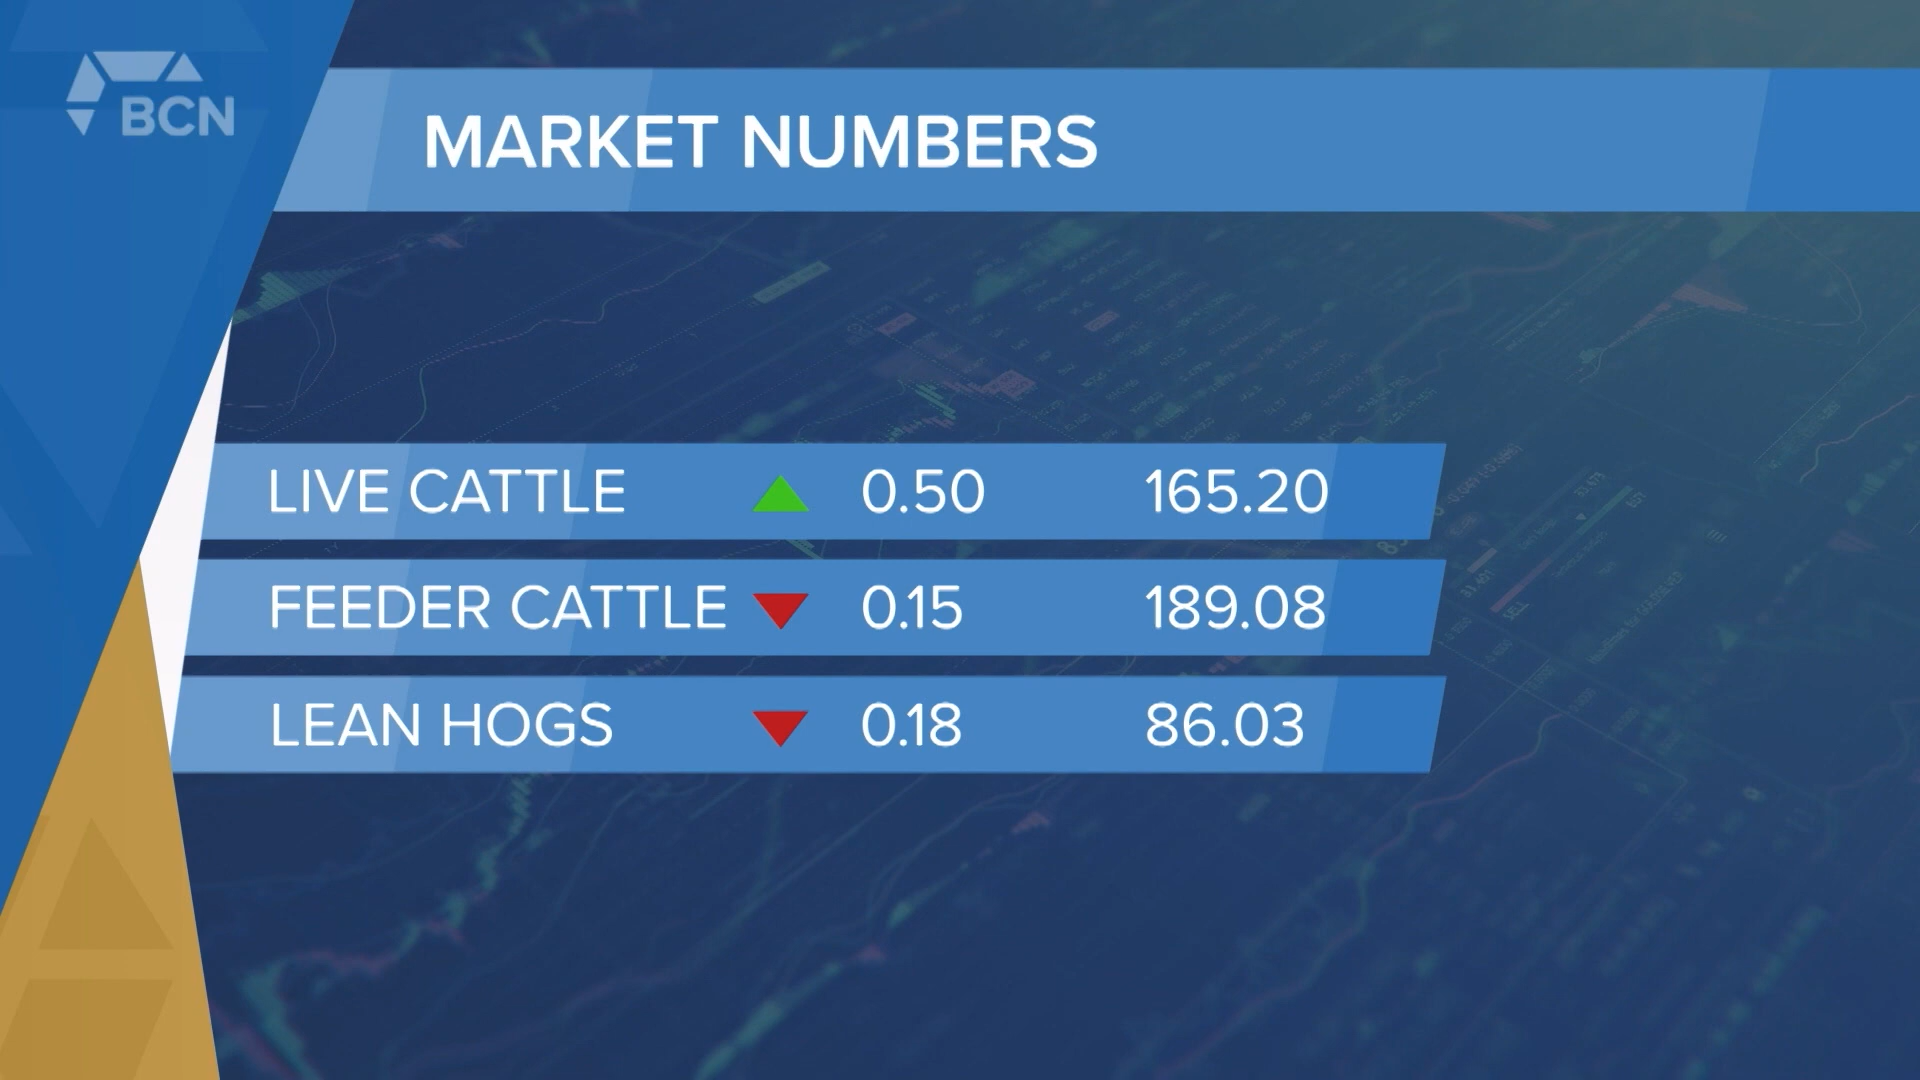 BCN
MARKET NUMBERS
LIVE CATTLE 0.50 165.20
FEEDER CATTLE 0.15 189.08
LEAN HOGS 0.18 86.03